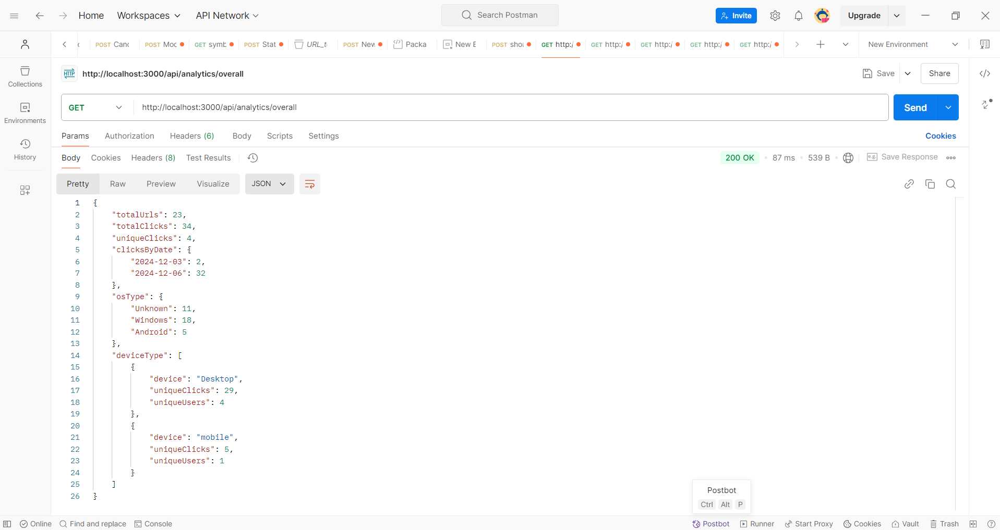 Home Workspaces API Network Search Postman Invite Upgrade
POST Canc POST Moc GET symb POST Stat URL_t POST New Packa New E POST shou GET http:/ GET http:/ GET http:/ GET http:/ GET http:/ New Environment
HTTP http://localhost:3000/api/analytics/overall Save Share
Collections
GET http://localhost:3000/api/analytics/overall Send
Environments
Params Authorization Headers (6) Body Scripts Settings Cookies
History
Body Cookies Headers (8) Test Results 200 OK 87 ms 539 B e.g. Save Response
Pretty Raw Preview Visualize JSON
1 {
2 "totalUrls": 23,
3 "totalClicks": 34,
4 "uniqueClicks": 4,
5 "clicksByDate": {
6 "2024-12-03": 2,
7 "2024-12-06": 32
8 },
9 "osType": {
10 "Unknown": 11,
11 "Windows": 18,
12 "Android": 5
13 },
14 "deviceType": [
15 {
16 "device": "Desktop",
17 "uniqueClicks": 29,
18 "uniqueUsers": 4
19 },
20 {
21 "device": "mobile",
22 "uniqueClicks": 5,
23 "uniqueUsers": 1
24 }
25 ]
26 }
Postbot
Ctrl Alt P
Online Find and replace Console Postbot Runner Start Proxy Cookies Vault Trash